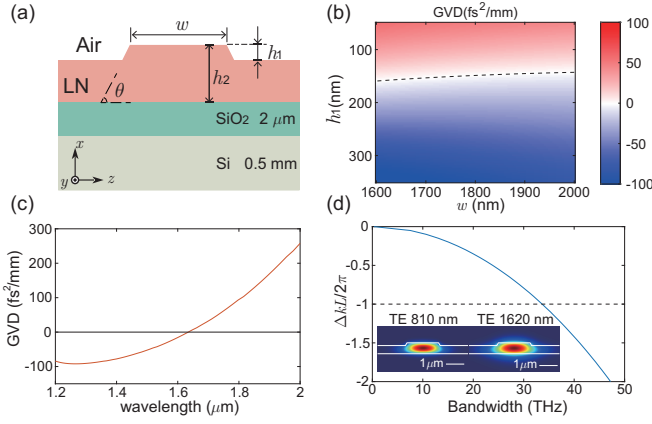 (a)
w
Air
h1
h2
LN
θ
SiO2 2 μm
x
Si 0.5 mm
y
z
(b)
GVD(fs²/mm)
h1(nm)
100
200
300
1600
1700
1800
1900
2000
w (nm)
100
50
0
-50
-100
(c)
GVD (fs²/mm)
300
200
100
0
-100
1.2
1.4
1.6
1.8
2
wavelength (μm)
(d)
ΔkL/2π
0
-0.5
-1
-1.5
-2
TE 810 nm
TE 1620 nm
1μm
1μm
0
10
20
30
40
50
Bandwidth (THz)